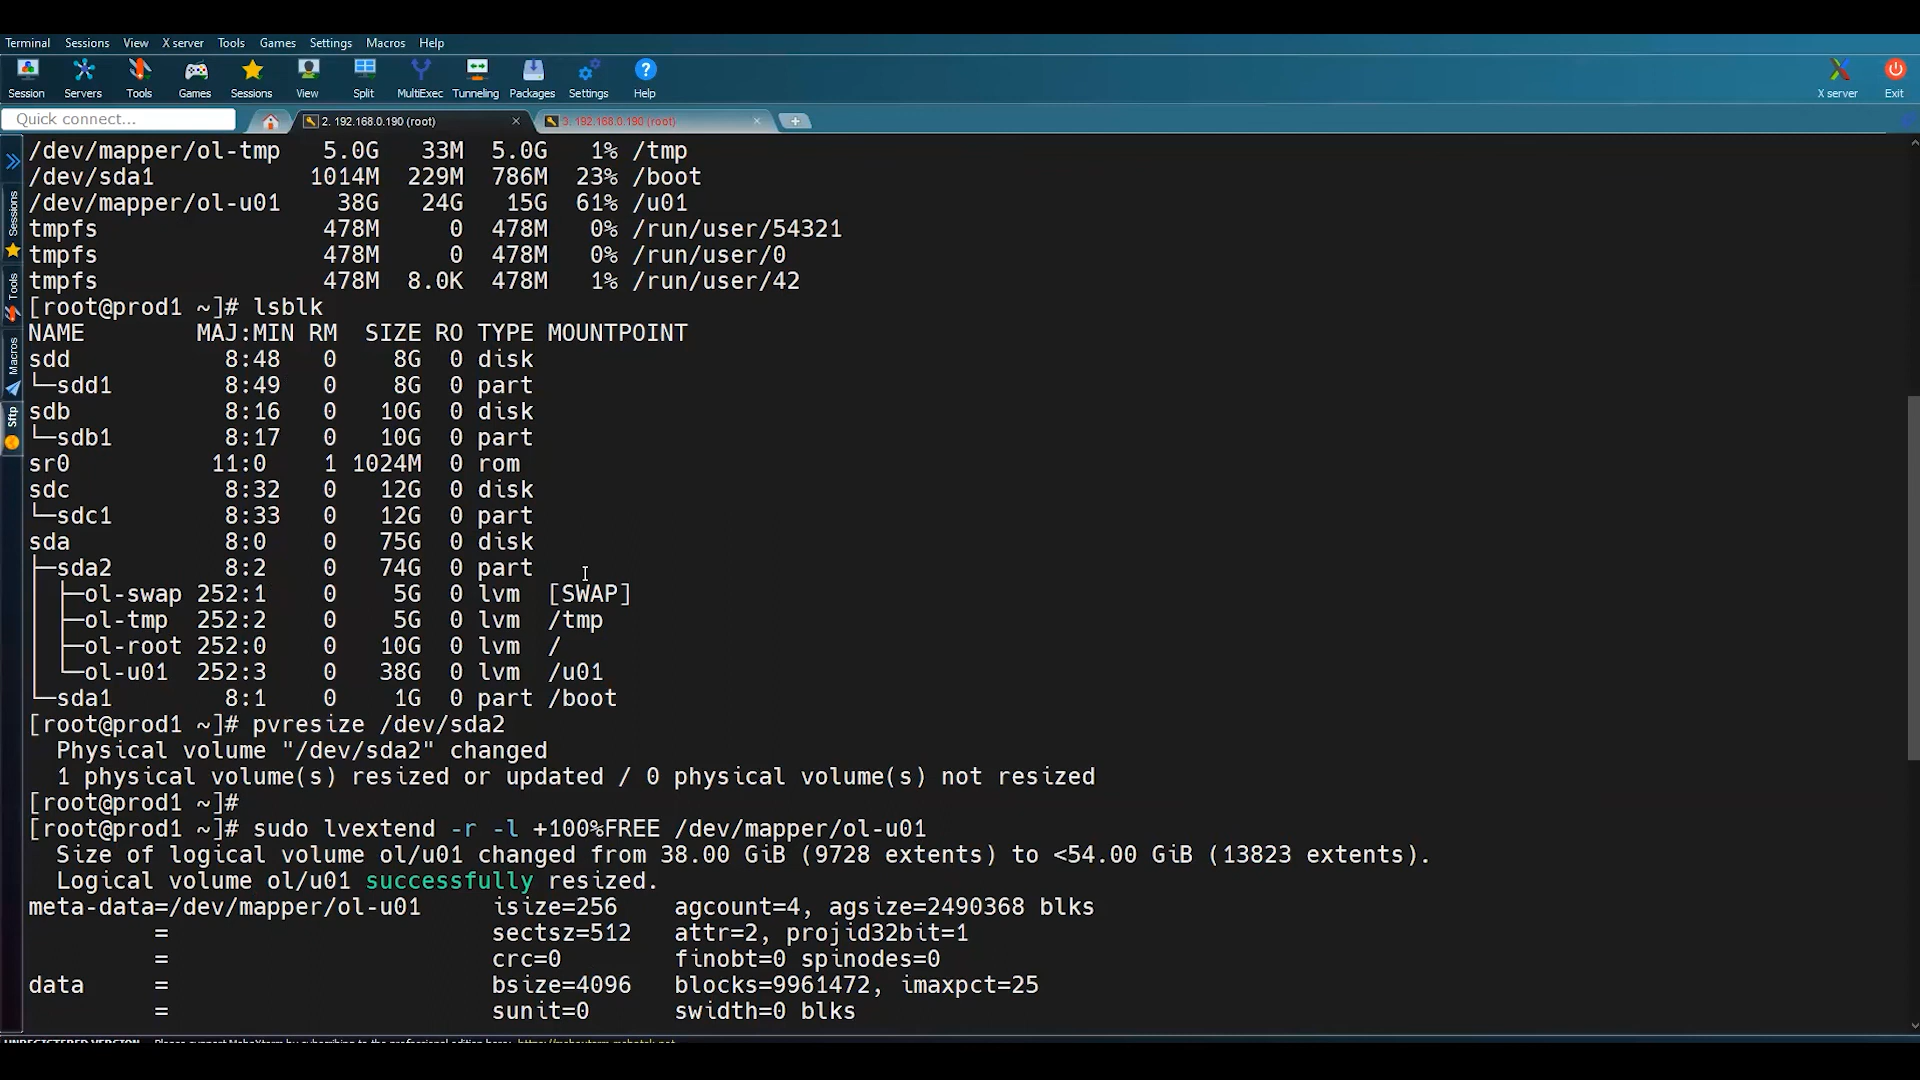 Terminal Sessions View X server Tools Games Settings Macros Help
Session Servers Tools Games Sessions View Split MultiExec Tunneling Packages Settings Help X server Exit
Quick connect... 2. 192.168.0.190 (root) 3. 192.168.0.190 (root)
Sessions
Tools
Macros
Sftp
/dev/mapper/ol-tmp 5.0G 33M 5.0G 1% /tmp
/dev/sda1 1014M 229M 786M 23% /boot
/dev/mapper/ol-u01 38G 24G 15G 61% /u01
tmpfs 478M 0 478M 0% /run/user/54321
tmpfs 478M 0 478M 0% /run/user/0
tmpfs 478M 8.0K 478M 1% /run/user/42
[root@prod1 ~]# lsblk
NAME MAJ:MIN RM SIZE RO TYPE MOUNTPOINT
sdd 8:48 0 8G 0 disk
└─sdd1 8:49 0 8G 0 part
sdb 8:16 0 10G 0 disk
└─sdb1 8:17 0 10G 0 part
sr0 11:0 1 1024M 0 rom
sdc 8:32 0 12G 0 disk
└─sdc1 8:33 0 12G 0 part
sda 8:0 0 75G 0 disk
├─sda2 8:2 0 74G 0 part
│ ├─ol-swap 252:1 0 5G 0 lvm [SWAP]
│ ├─ol-tmp 252:2 0 5G 0 lvm /tmp
│ ├─ol-root 252:0 0 10G 0 lvm /
│ └─ol-u01 252:3 0 38G 0 lvm /u01
└─sda1 8:1 0 1G 0 part /boot
[root@prod1 ~]# pvresize /dev/sda2
Physical volume "/dev/sda2" changed
1 physical volume(s) resized or updated / 0 physical volume(s) not resized
[root@prod1 ~]#
[root@prod1 ~]# sudo lvextend -r -l +100%FREE /dev/mapper/ol-u01
Size of logical volume ol/u01 changed from 38.00 GiB (9728 extents) to <54.00 GiB (13823 extents).
Logical volume ol/u01 successfully resized.
meta-data=/dev/mapper/ol-u01 isize=256 agcount=4, agsize=2490368 blks
= sectsz=512 attr=2, projid32bit=1
= crc=0 finobt=0 spinodes=0
data = bsize=4096 blocks=9961472, imaxpct=25
= sunit=0 swidth=0 blks